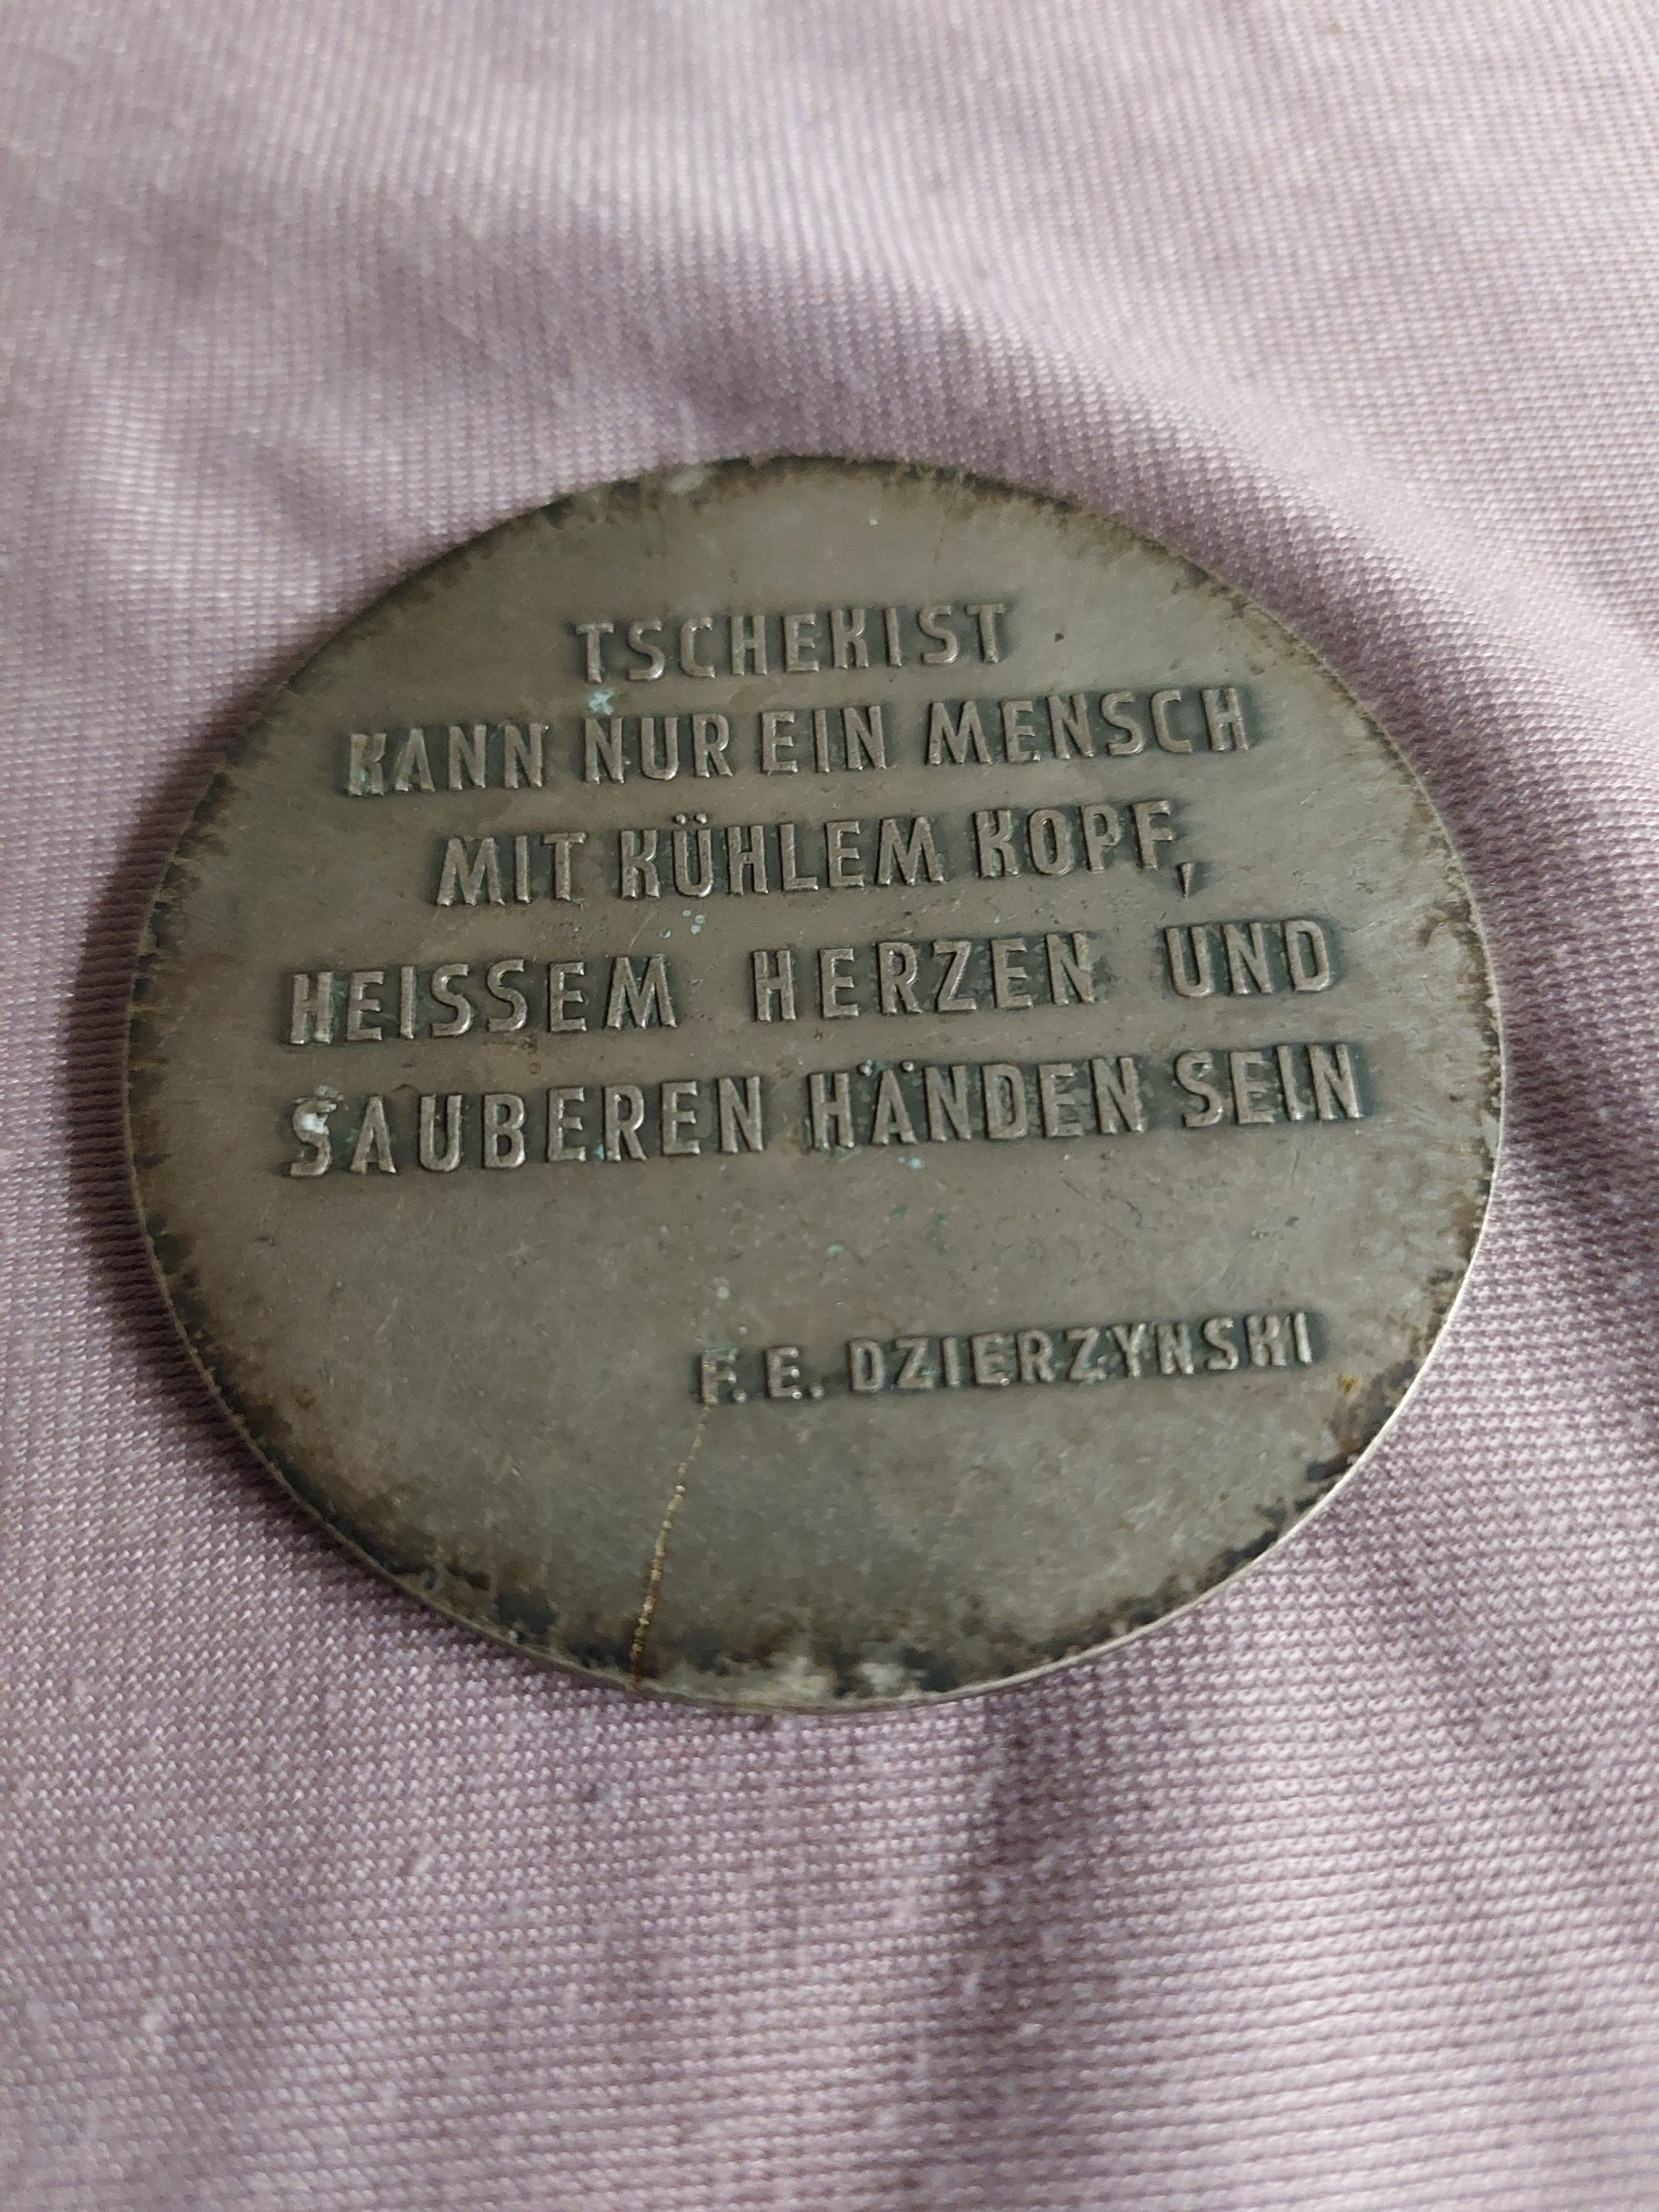 TSCHEKIST
KANN NUR EIN MENSCH
MIT KÜHLEM KOPF,
HEISSEM HERZEN UND
SAUBEREN HÄNDEN SEIN
F. E. DZIERZYNSKI